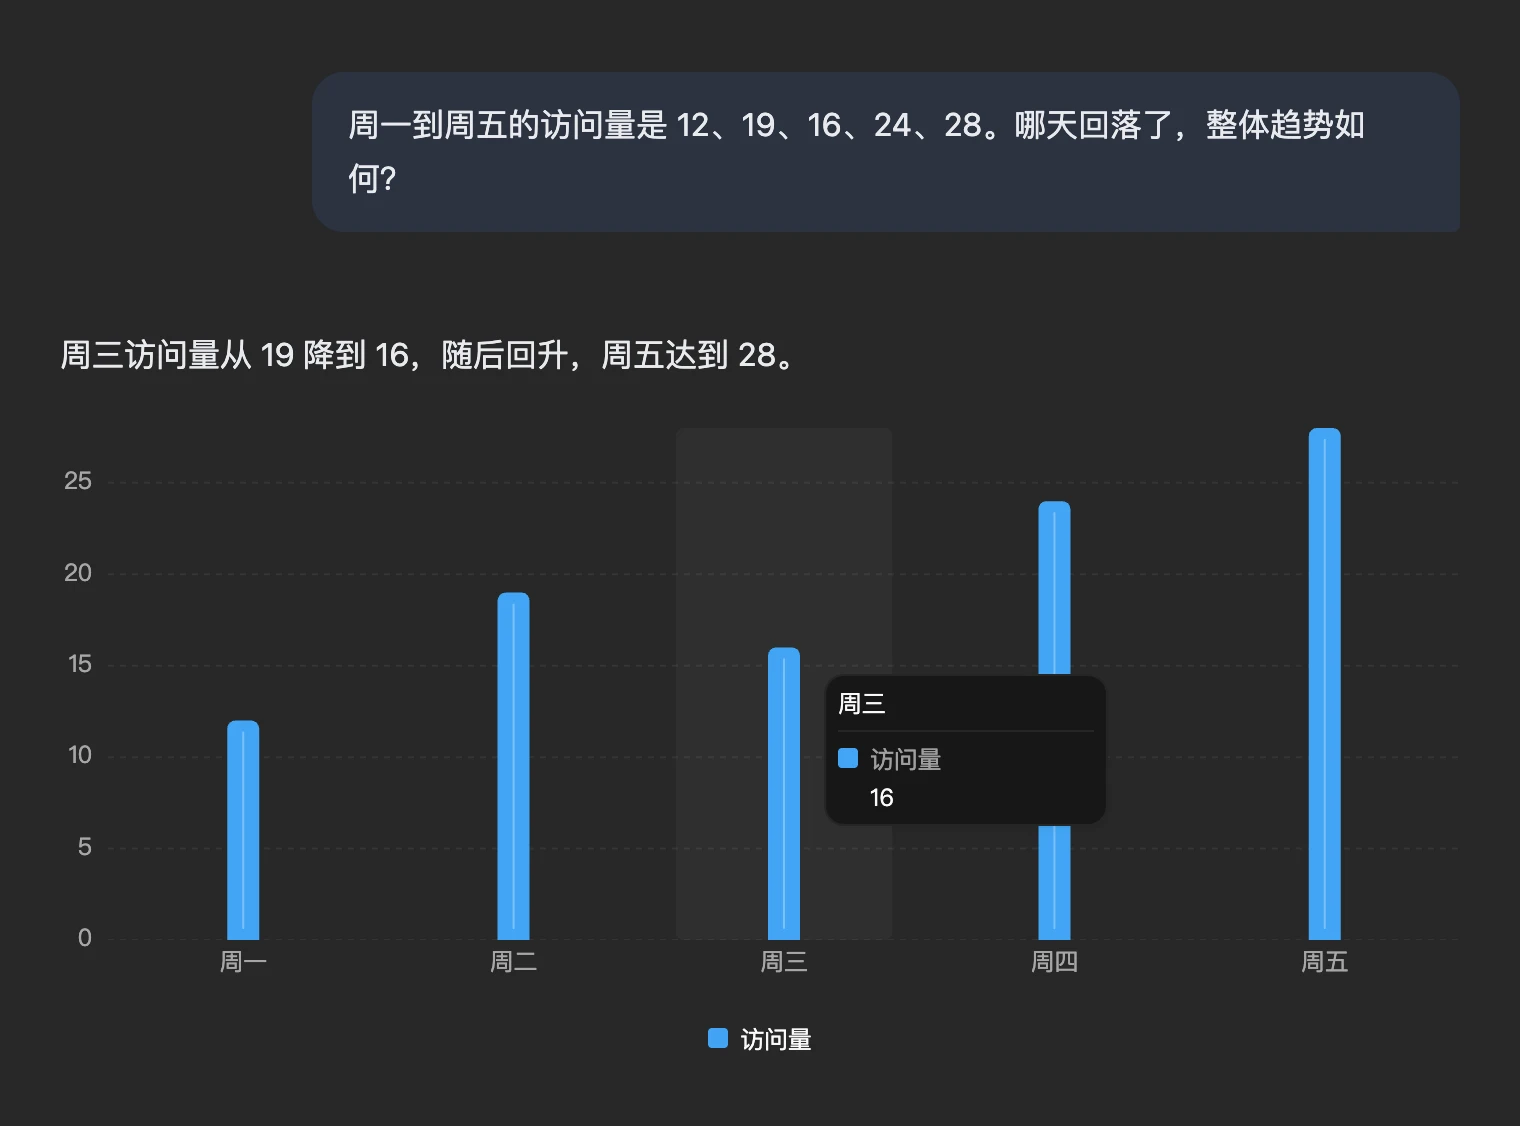 周一到周五的访问量是 12、19、16、24、28。哪天回落了，整体趋势如
何?
周三访问量从 19 降到 16，随后回升，周五达到 28。
25
20
15
10
5
0
周三
访问量
16
周一
周二
周三
周四
周五
访问量